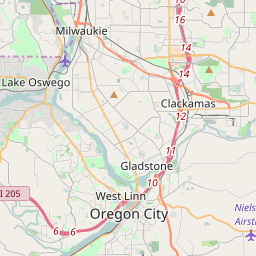 16
Milwaukie
14
14
Lake Oswego
Clackamas
12
11
Gladstone
10
I 205
West Linn
Niels
Airst
Oregon City
6
6